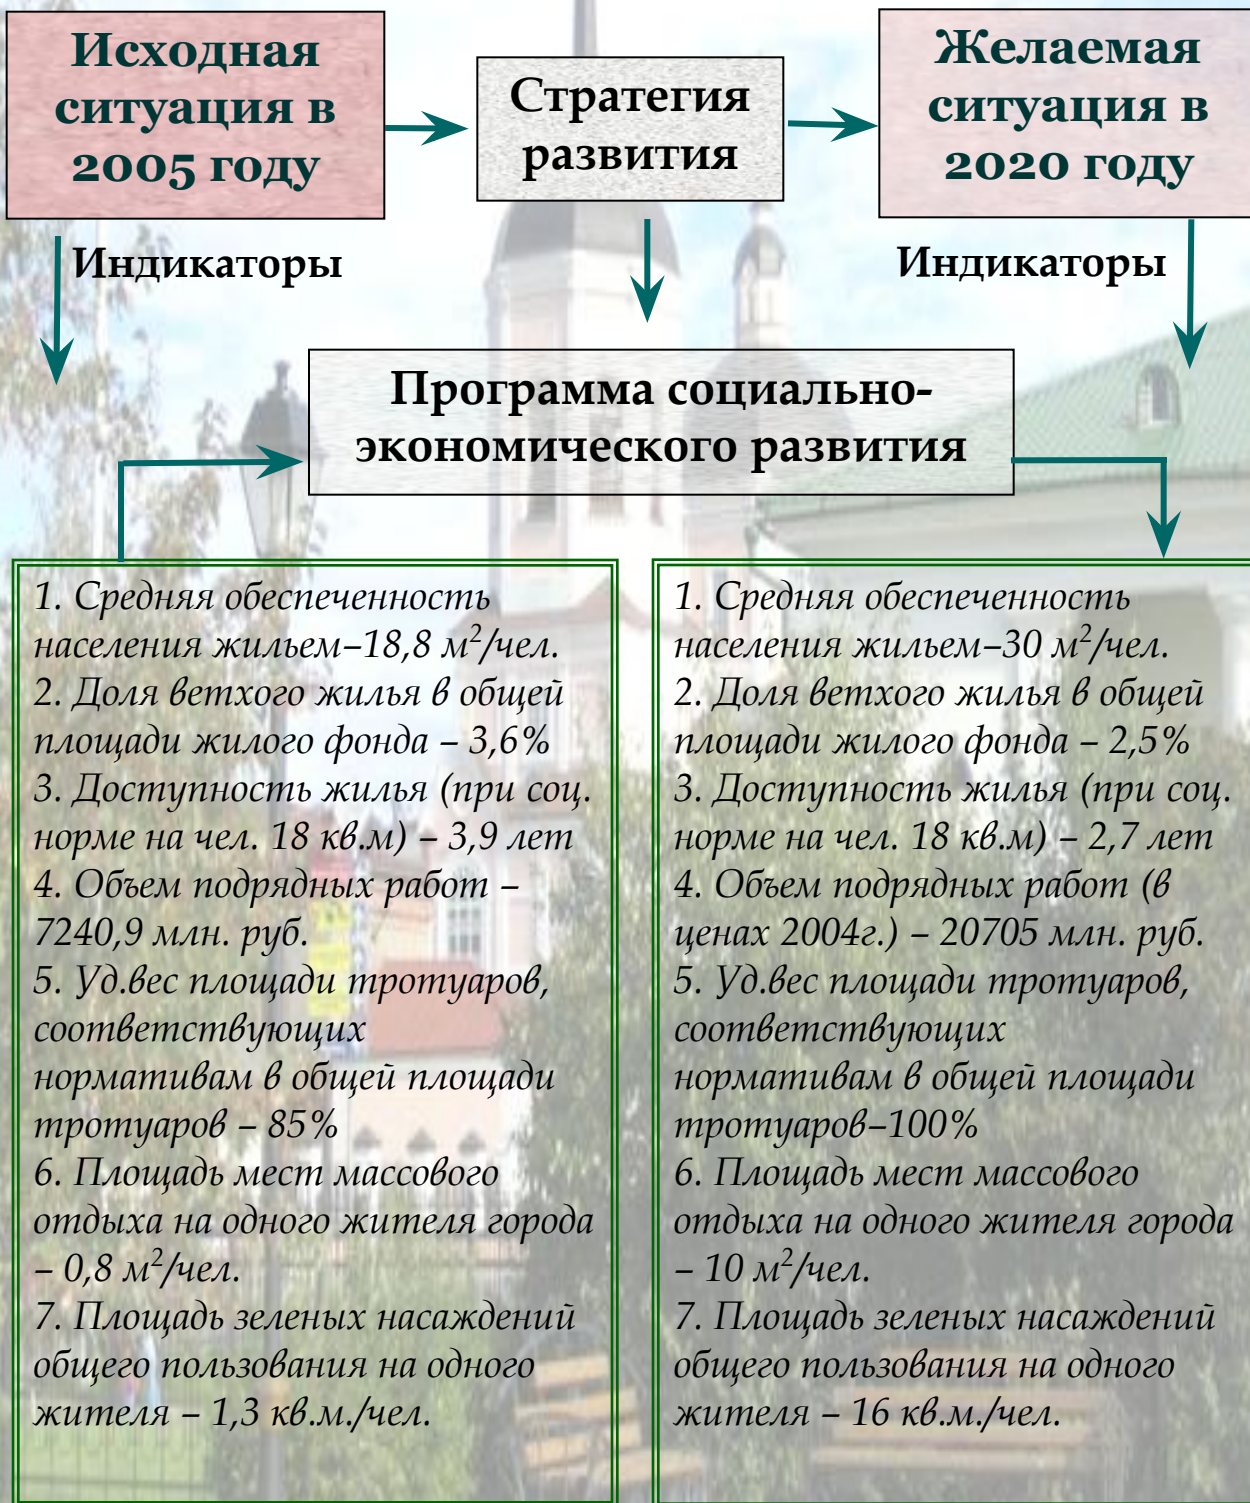 Исходная
ситуация в
2005 году
Стратегия
развития
Желаемая
ситуация в
2020 году
Индикаторы
Индикаторы
Программа социально-
экономического развития
1. Средняя обеспеченность
населения жильем–18,8 м²/чел.
2. Доля ветхого жилья в общей
площади жилого фонда – 3,6%
3. Доступность жилья (при соц.
норме на чел. 18 кв.м) – 3,9 лет
4. Объем подрядных работ –
7240,9 млн. руб.
5. Уд.вес площади тротуаров,
соответствующих
нормативам в общей площади
тротуаров – 85%
6. Площадь мест массового
отдыха на одного жителя города
– 0,8 м²/чел.
7. Площадь зеленых насаждений
общего пользования на одного
жителя – 1,3 кв.м./чел.
1. Средняя обеспеченность
населения жильем–30 м²/чел.
2. Доля ветхого жилья в общей
площади жилого фонда – 2,5%
3. Доступность жилья (при соц.
норме на чел. 18 кв.м) – 2,7 лет
4. Объем подрядных работ (в
ценах 2004г.) – 20705 млн. руб.
5. Уд.вес площади тротуаров,
соответствующих
нормативам в общей площади
тротуаров–100%
6. Площадь мест массового
отдыха на одного жителя города
– 10 м²/чел.
7. Площадь зеленых насаждений
общего пользования на одного
жителя – 16 кв.м./чел.